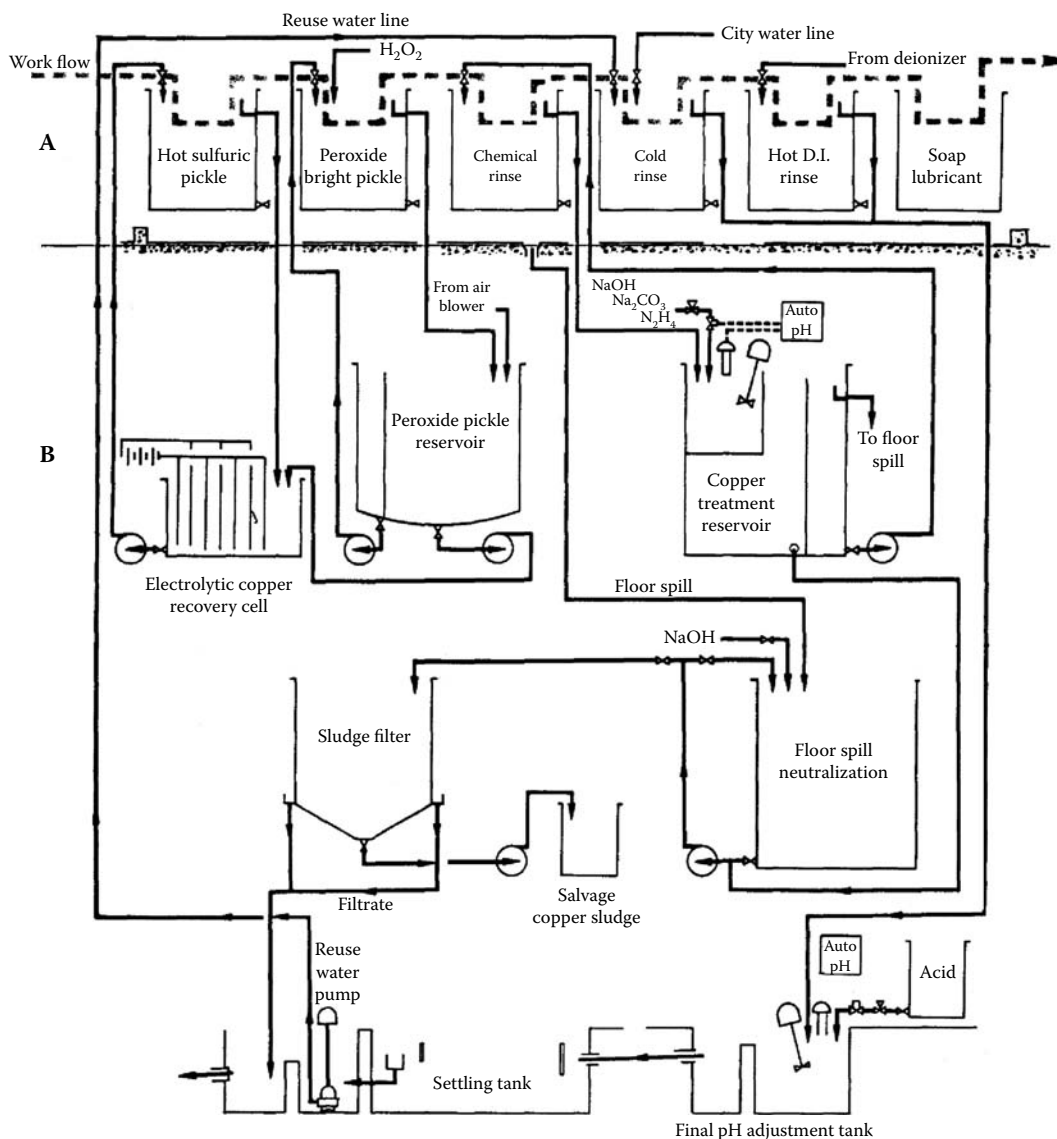 Reuse water line
City water line
H₂O₂
Work flow
From deionizer
A
Hot sulfuric
pickle
Peroxide
bright pickle
Chemical
rinse
Cold
rinse
Hot D.I.
rinse
Soap
lubricant
From air
blower
NaOH
Na₂CO₃
N₂H₄
Auto
pH
B
Peroxide pickle
reservoir
To floor
spill
Copper
treatment
reservoir
Electrolytic copper
recovery cell
Floor spill
NaOH
Sludge filter
Floor spill
neutralization
Salvage
copper sludge
Filtrate
Reuse
water
pump
Auto
pH
Acid
Settling tank
Final pH adjustment tank